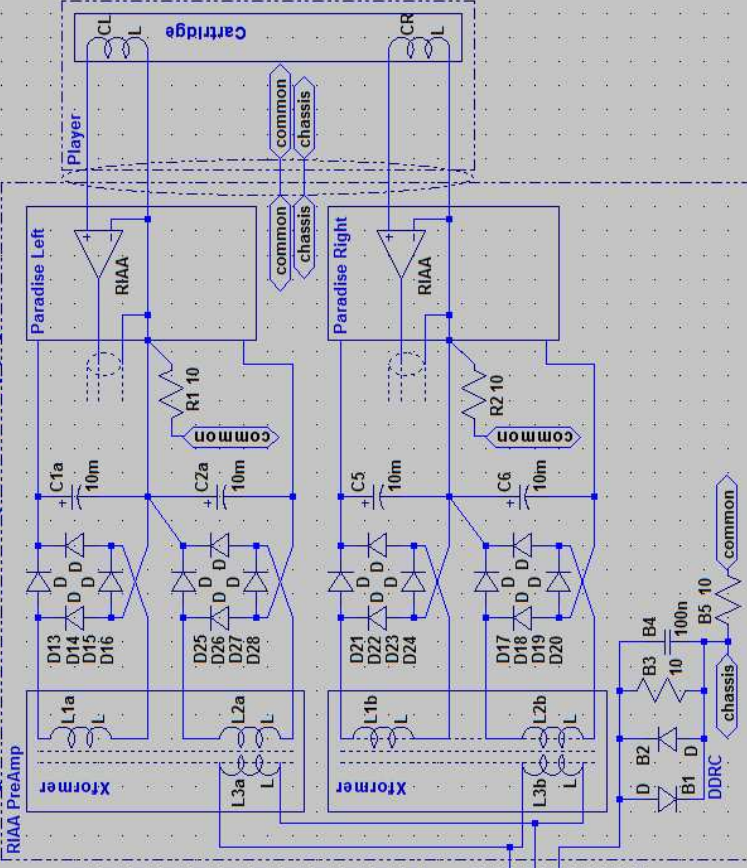 CL
L
Cartridge
CR
L
Player
common
chassis
common
chassis
Paradise Left
+
−
RIAA
Paradise Right
+
−
RIAA
R1 10
common
R2 10
common
C1a
+
10m
C2a
+
10m
C5
+
10m
C6
+
10m
D
D
D
D
D13
D14
D15
D16
D
D
D
D
D25
D26
D27
D28
D
D
D
D
D21
D22
D23
D24
D
D
D
D
D17
D18
D19
D20
common
B5 10
chassis
B4
100n
B3
10
B2
D
D
B1
DDRC
L1a
L
L2a
L
L3a
L
Xformer
L1b
L
L2b
L
L3b
L
Xformer
RIAA PreAmp